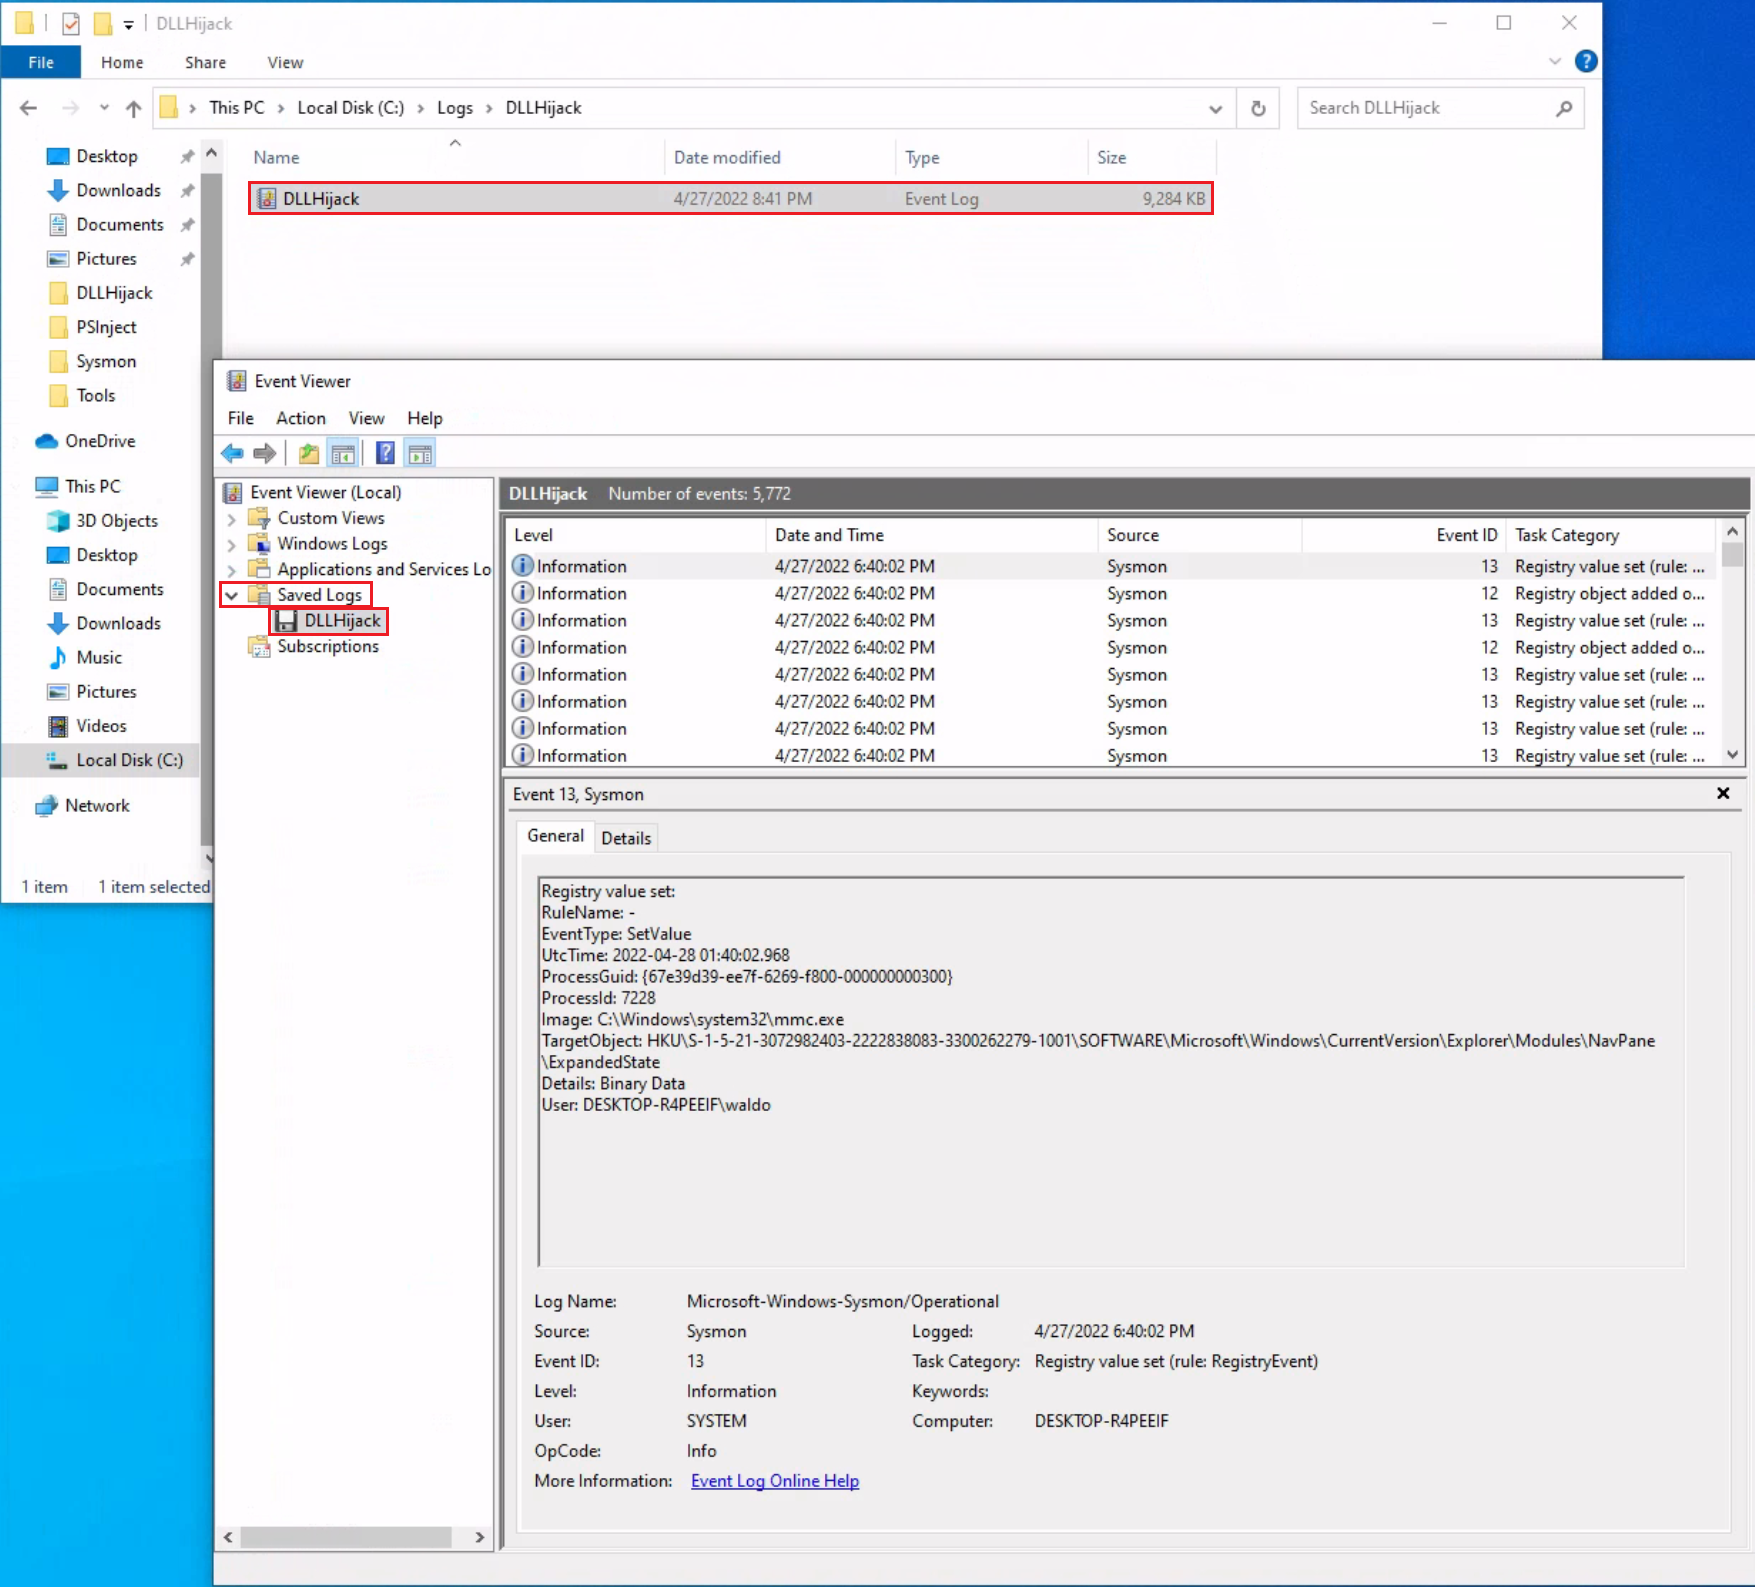 DLLHijack
File Home Share View
This PC Local Disk (C:) Logs DLLHijack
Search DLLHijack
Name Date modified Type Size
DLLHijack 4/27/2022 8:41 PM Event Log 9,284 KB
Desktop
Downloads
Documents
Pictures
DLLHijack
PSInject
Sysmon
Tools
OneDrive
This PC
3D Objects
Desktop
Documents
Downloads
Music
Pictures
Videos
Local Disk (C:)
Network
1 item 1 item selected
Event Viewer
File Action View Help
Event Viewer (Local)
Custom Views
Windows Logs
Applications and Services Lo
Saved Logs
DLLHijack
Subscriptions
DLLHijack Number of events: 5,772
Level Date and Time Source Event ID Task Category
Information 4/27/2022 6:40:02 PM Sysmon 13 Registry value set (rule: ...
Information 4/27/2022 6:40:02 PM Sysmon 12 Registry object added o...
Information 4/27/2022 6:40:02 PM Sysmon 13 Registry value set (rule: ...
Information 4/27/2022 6:40:02 PM Sysmon 12 Registry object added o...
Information 4/27/2022 6:40:02 PM Sysmon 13 Registry value set (rule: ...
Information 4/27/2022 6:40:02 PM Sysmon 13 Registry value set (rule: ...
Information 4/27/2022 6:40:02 PM Sysmon 13 Registry value set (rule: ...
Information 4/27/2022 6:40:02 PM Sysmon 13 Registry value set (rule: ...
Event 13, Sysmon
General Details
Registry value set:
RuleName: -
EventType: SetValue
UtcTime: 2022-04-28 01:40:02.968
ProcessGuid: {67e39d39-ee7f-6269-f800-000000000300}
ProcessId: 7228
Image: C:\Windows\system32\mmc.exe
TargetObject: HKU\S-1-5-21-3072982403-2222838083-3300262279-1001\SOFTWARE\Microsoft\Windows\CurrentVersion\Explorer\Modules\NavPane
\ExpandedState
Details: Binary Data
User: DESKTOP-R4PEEIF\waldo
Log Name: Microsoft-Windows-Sysmon/Operational
Source: Sysmon Logged: 4/27/2022 6:40:02 PM
Event ID: 13 Task Category: Registry value set (rule: RegistryEvent)
Level: Information Keywords:
User: SYSTEM Computer: DESKTOP-R4PEEIF
OpCode: Info
More Information: Event Log Online Help